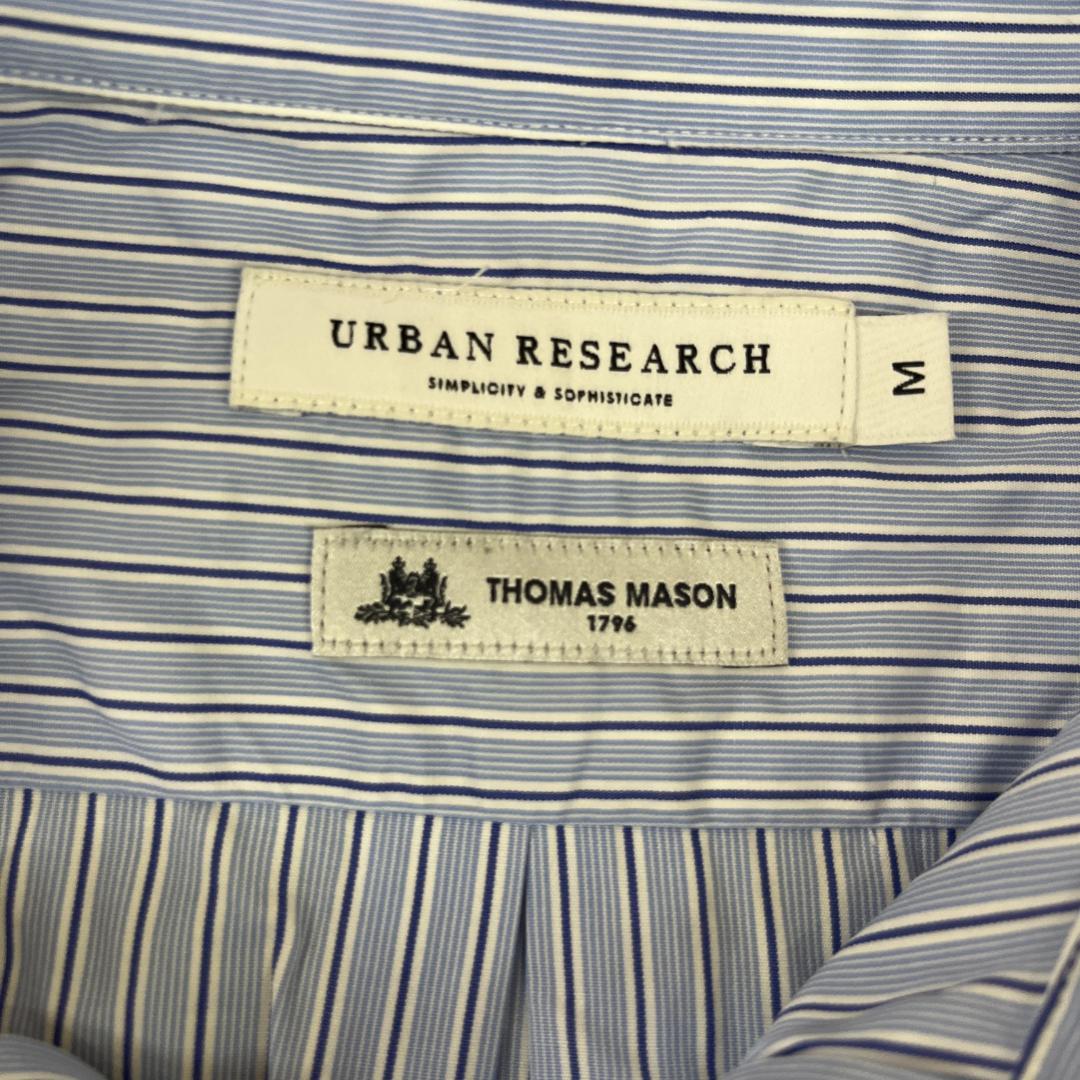 URBAN RESEARCH
SIMPLICITY & SOPHISTICATE
M
THOMAS MASON
1796